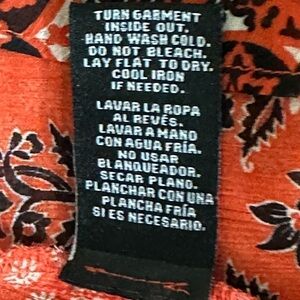 TURN GARMENT
INSIDE OUT.
HAND WASH COLD.
DO NOT BLEACH.
LAY FLAT TO DRY.
COOL IRON
IF NEEDED.
LAVAR LA ROPA
AL REVÉS.
LAVAR A MANO
CON AGUA FRÍA.
NO USAR
BLANQUEADOR.
SECAR PLANO.
PLANCHAR CON UNA
PLANCHA FRÍA
SI ES NECESARIO.